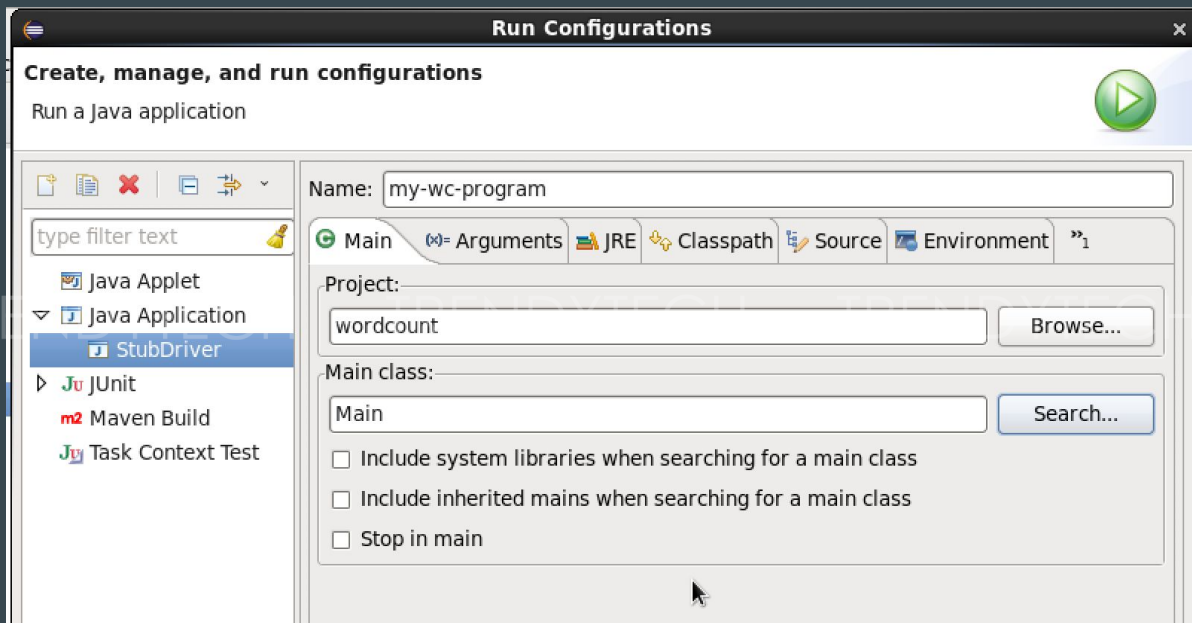 Run Configurations
Create, manage, and run configurations
Run a Java application
Name: my-wc-program
type filter text
Java Applet
Java Application
StubDriver
JUnit
Maven Build
Task Context Test
Main
(x)= Arguments
JRE
Classpath
Source
Environment
»1
Project:
wordcount
Browse...
Main class:
Main
Search...
Include system libraries when searching for a main class
Include inherited mains when searching for a main class
Stop in main
TRENDYTECH